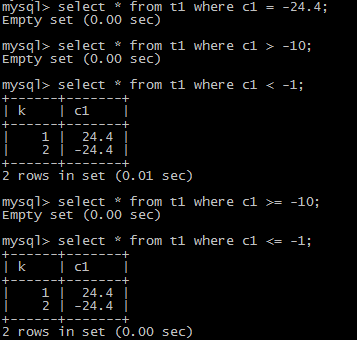 mysql> select * from t1 where c1 = -24.4;
Empty set (0.00 sec)
mysql> select * from t1 where c1 > -10;
Empty set (0.00 sec)
mysql> select * from t1 where c1 < -1;
+------+-------+
| k    | c1    |
+------+-------+
|    1 |  24.4 |
|    2 | -24.4 |
+------+-------+
2 rows in set (0.01 sec)
mysql> select * from t1 where c1 >= -10;
Empty set (0.00 sec)
mysql> select * from t1 where c1 <= -1;
+------+-------+
| k    | c1    |
+------+-------+
|    1 |  24.4 |
|    2 | -24.4 |
+------+-------+
2 rows in set (0.00 sec)